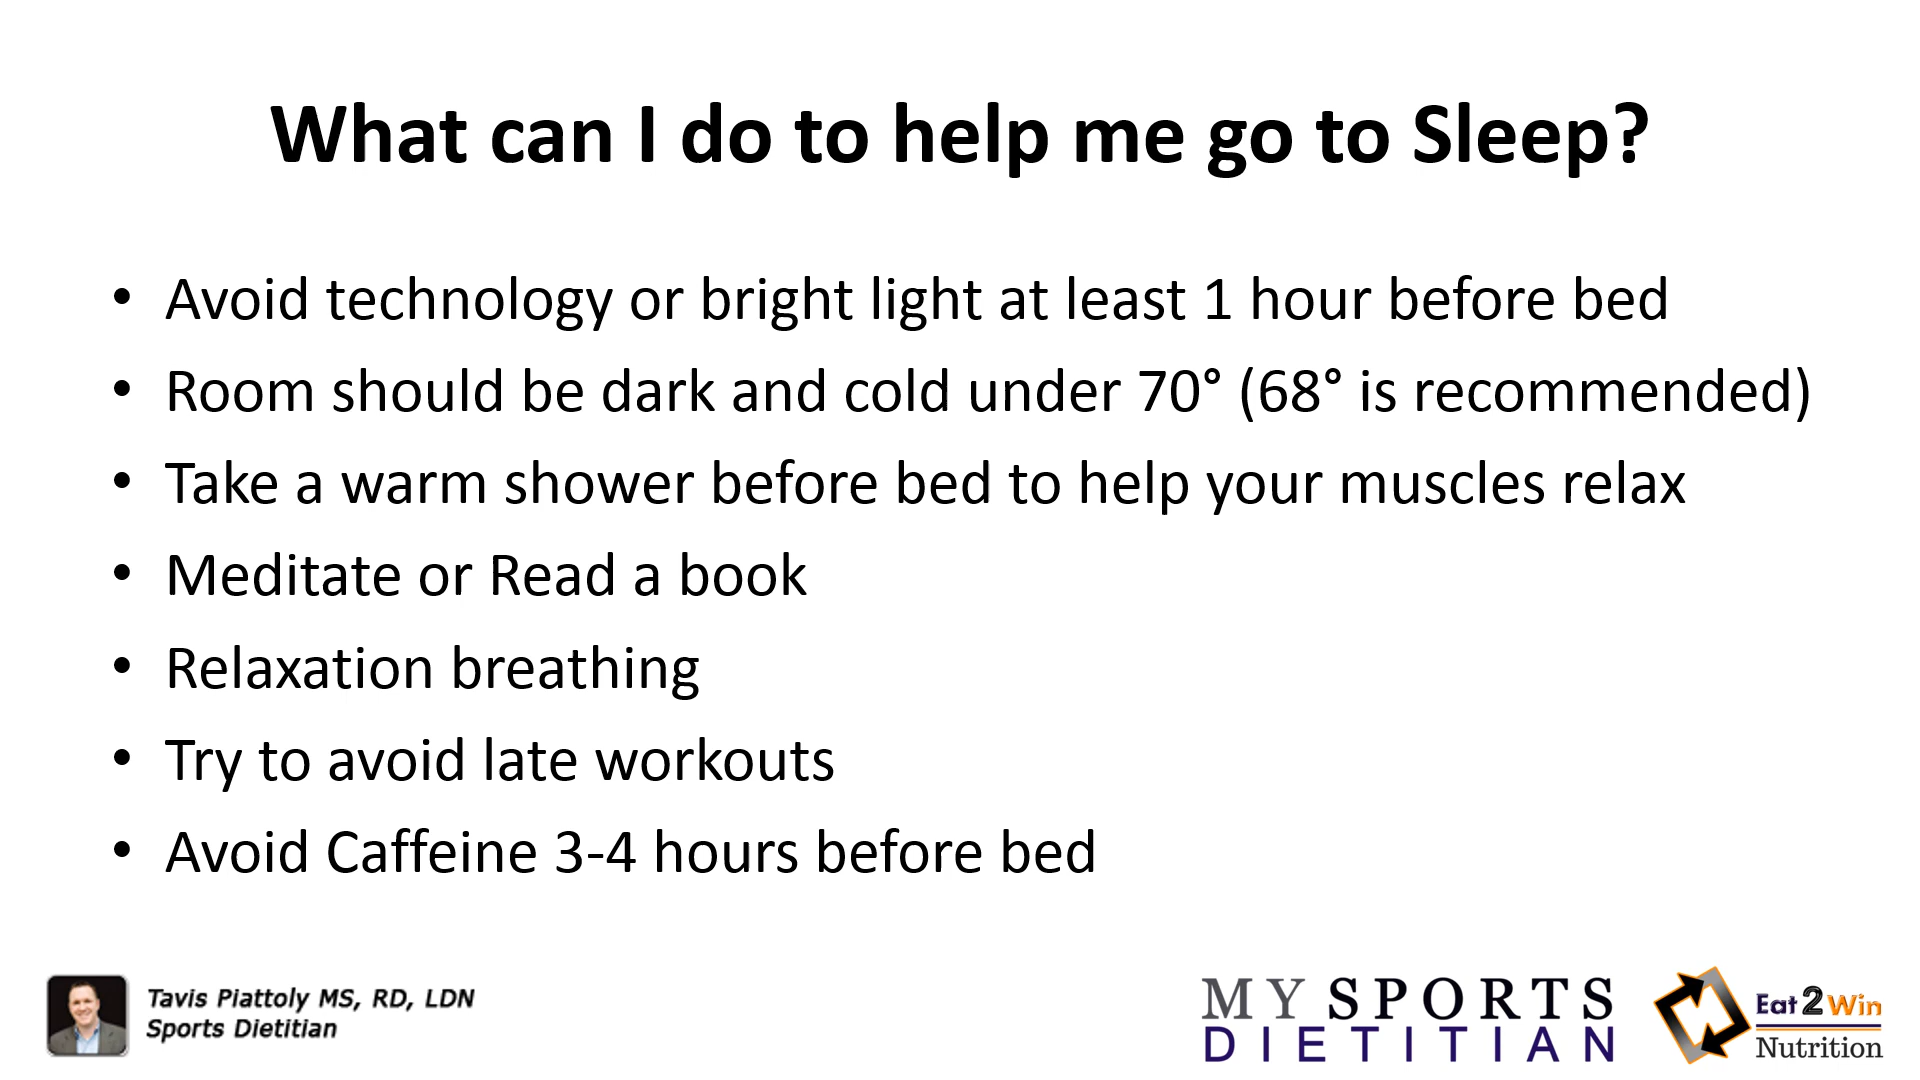 What can I do to help me go to Sleep?
• Avoid technology or bright light at least 1 hour before bed
• Room should be dark and cold under 70° (68° is recommended)
• Take a warm shower before bed to help your muscles relax
• Meditate or Read a book
• Relaxation breathing
• Try to avoid late workouts
• Avoid Caffeine 3-4 hours before bed
Tavis Piattoly MS, RD, LDN
Sports Dietitian
MY SPORTS
DIETITIAN
Eat 2 Win
Nutrition